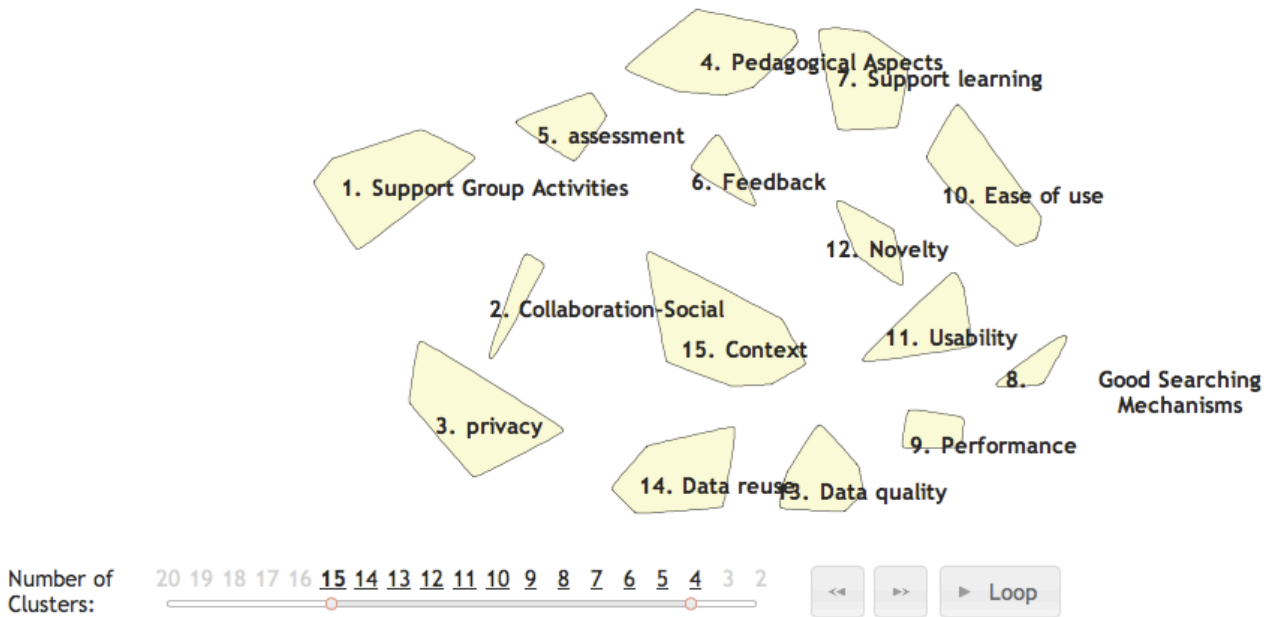 4. Pedagogical Aspects
7. Support learning
5. assessment
1. Support Group Activities
6. Feedback
10. Ease of use
12. Novelty
2. Collaboration-Social
15. Context
11. Usability
8. Good Searching
Mechanisms
3. privacy
9. Performance
14. Data reuse
13. Data quality
Number of
Clusters:
20 19 18 17 16 15 14 13 12 11 10 9 8 7 6 5 4 3 2
Loop